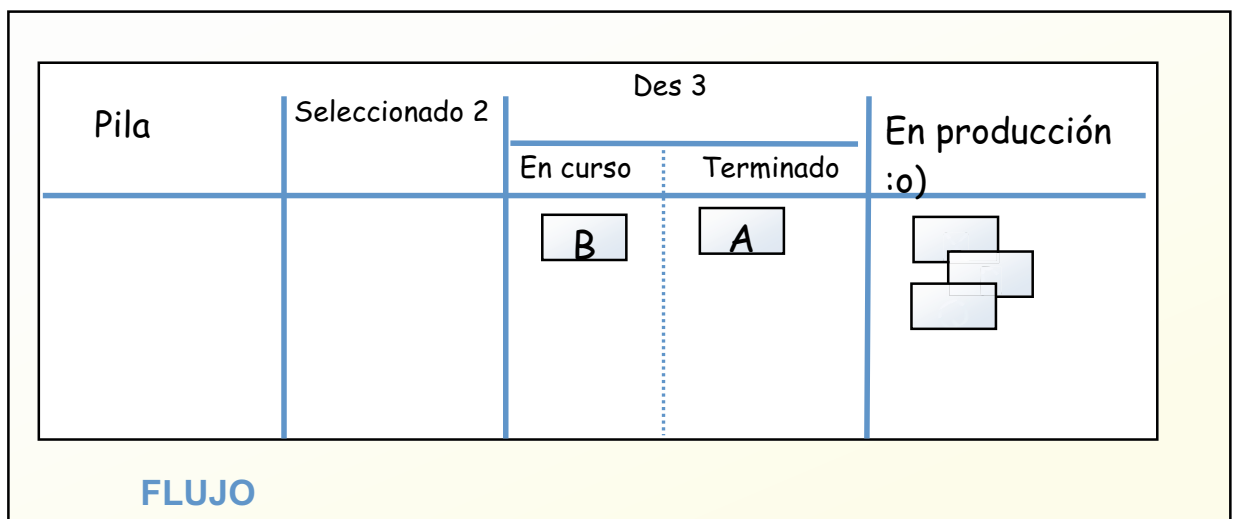 Pila
Seleccionado 2
Des 3
En curso
Terminado
En producción
:o)
B
A
FLUJO